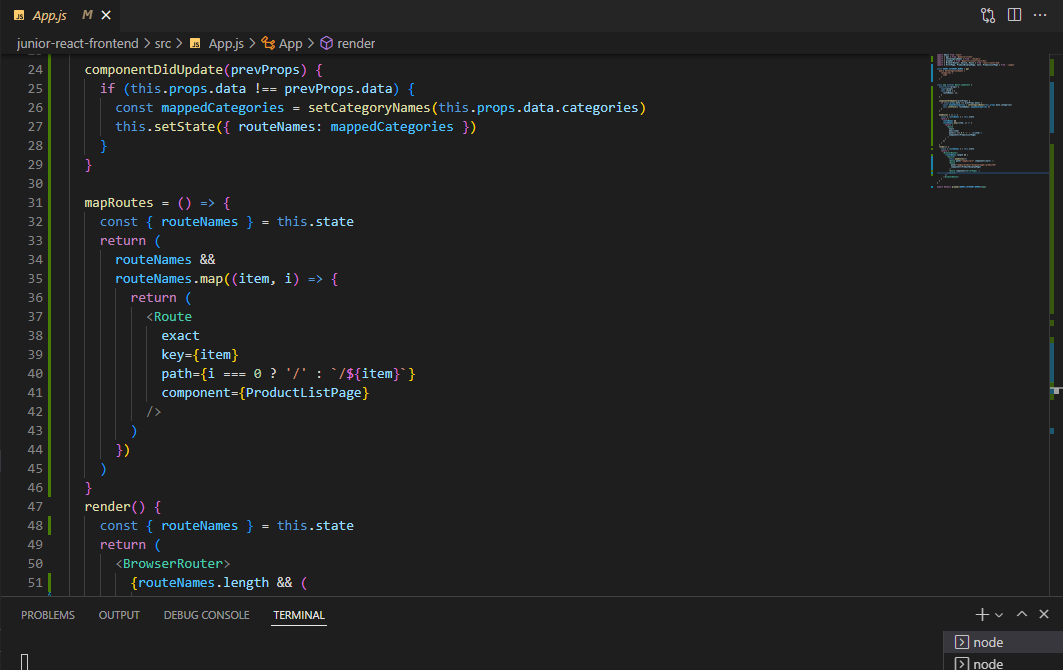 JS App.js M
junior-react-frontend > src > JS App.js > App > render
24 componentDidUpdate(prevProps) {
25 if (this.props.data !== prevProps.data) {
26 const mappedCategories = setCategoryNames(this.props.data.categories)
27 this.setState({ routeNames: mappedCategories })
28 }
29 }
30
31 mapRoutes = () => {
32 const { routeNames } = this.state
33 return (
34 routeNames &&
35 routeNames.map((item, i) => {
36 return (
37 <Route
38 exact
39 key={item}
40 path={i === 0 ? '/' : `/${item}`}
41 component={ProductListPage}
42 />
43 )
44 })
45 )
46 }
47 render() {
48 const { routeNames } = this.state
49 return (
50 <BrowserRouter>
51 {routeNames.length && (
PROBLEMS OUTPUT DEBUG CONSOLE TERMINAL
node
node